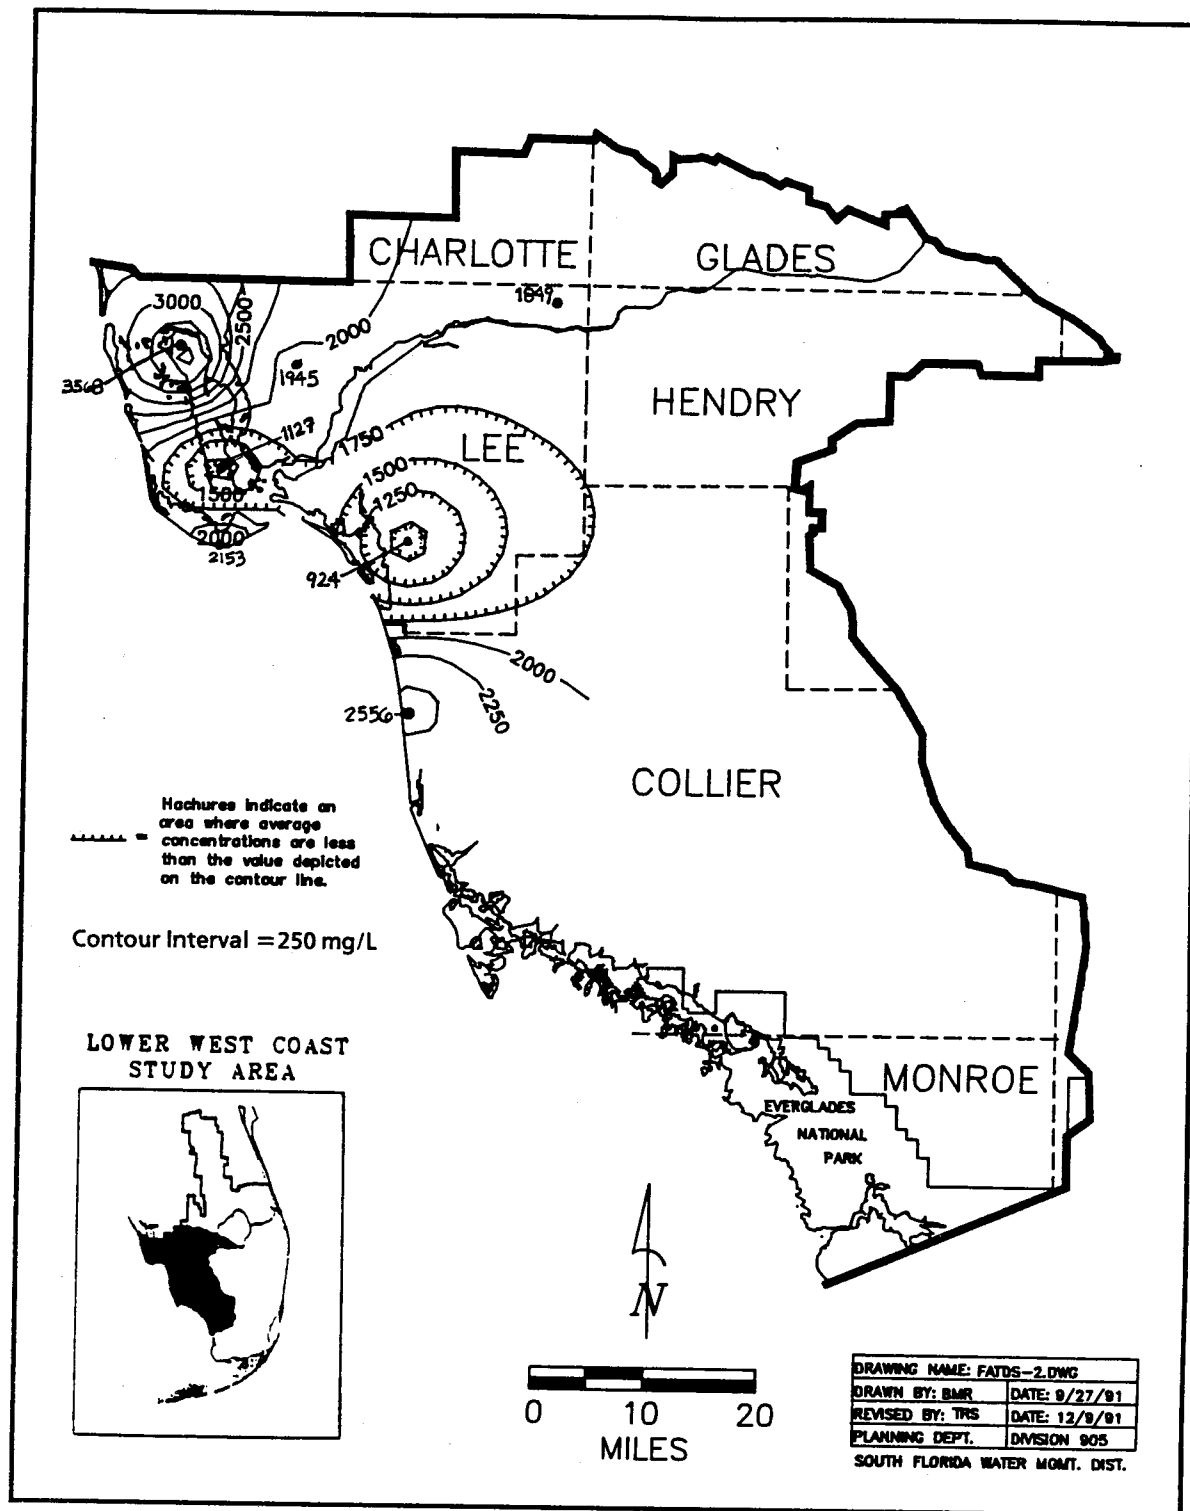 CHARLOTTE
GLADES
3000
2500
1849
2000
3568
1945
HENDRY
1127
1750
LEE
1500
1250
1500
2000
2153
924
2000
2250
2556
COLLIER
Hachures indicate an
area where average
= concentrations are less
than the value depicted
on the contour line.
Contour Interval = 250 mg/L
LOWER WEST COAST
STUDY AREA
MONROE
EVERGLADES
NATIONAL
PARK
N
0 10 20
MILES
DRAWING NAME: FATDS-2.DWG
DRAWN BY: BMR DATE: 9/27/91
REVISED BY: TRS DATE: 12/9/91
PLANNING DEPT. DIVISION 905
SOUTH FLORIDA WATER MGMT. DIST.